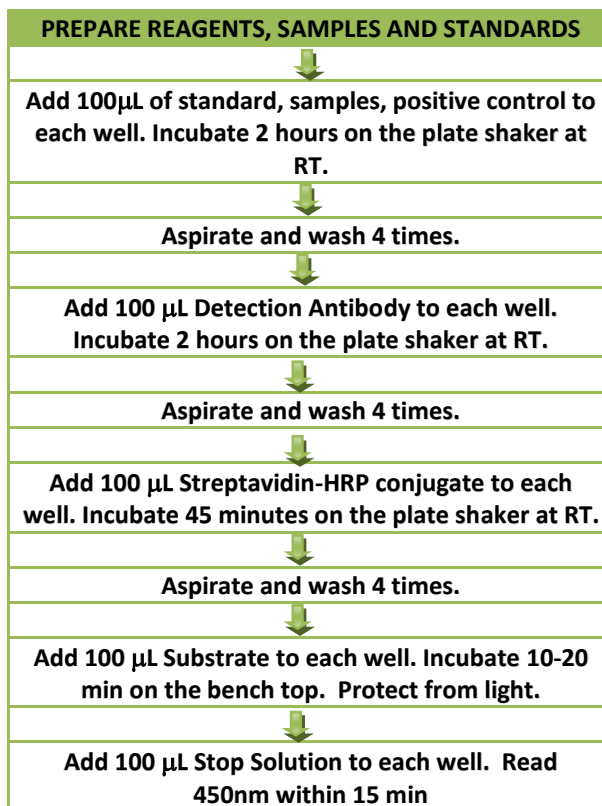 PREPARE REAGENTS, SAMPLES AND STANDARDS
Add 100μL of standard, samples, positive control to
each well. Incubate 2 hours on the plate shaker at
RT.
Aspirate and wash 4 times.
Add 100 μL Detection Antibody to each well.
Incubate 2 hours on the plate shaker at RT.
Aspirate and wash 4 times.
Add 100 μL Streptavidin-HRP conjugate to each
well. Incubate 45 minutes on the plate shaker at RT.
Aspirate and wash 4 times.
Add 100 μL Substrate to each well. Incubate 10-20
min on the bench top.  Protect from light.
Add 100 μL Stop Solution to each well.  Read
450nm within 15 min